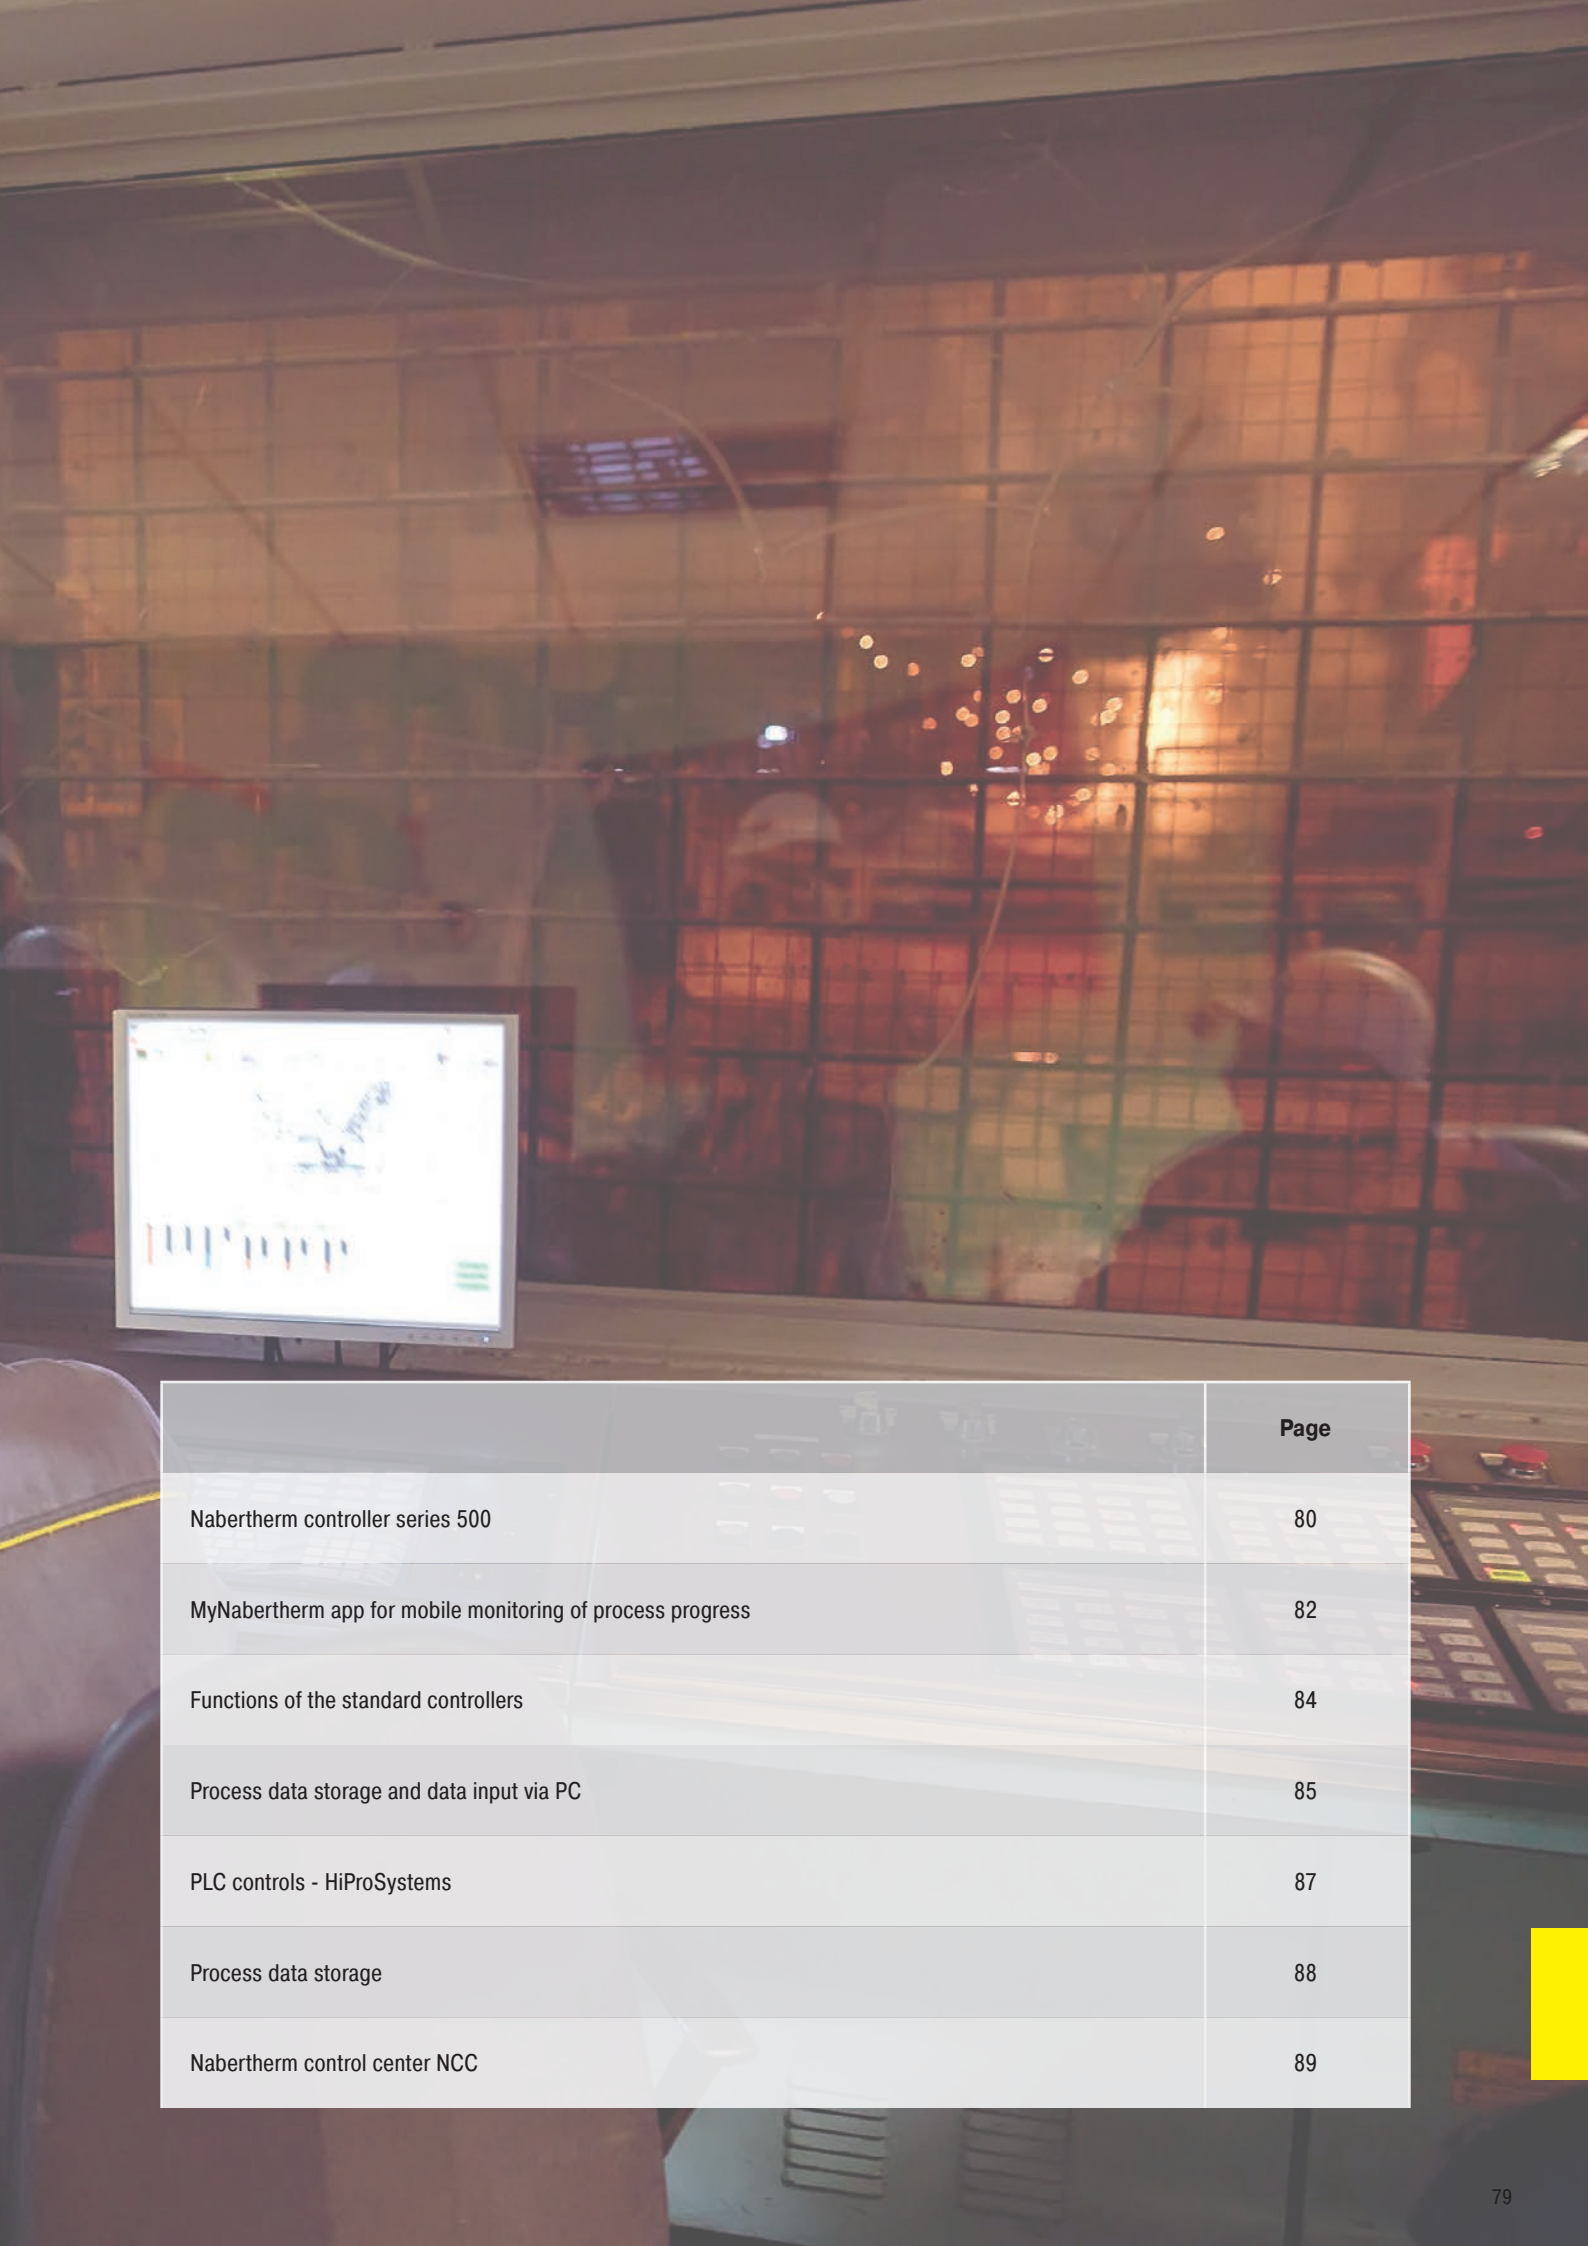 Page
Nabertherm controller series 500 80
MyNabertherm app for mobile monitoring of process progress 82
Functions of the standard controllers 84
Process data storage and data input via PC 85
PLC controls - HiProSystems 87
Process data storage 88
Nabertherm control center NCC 89
79